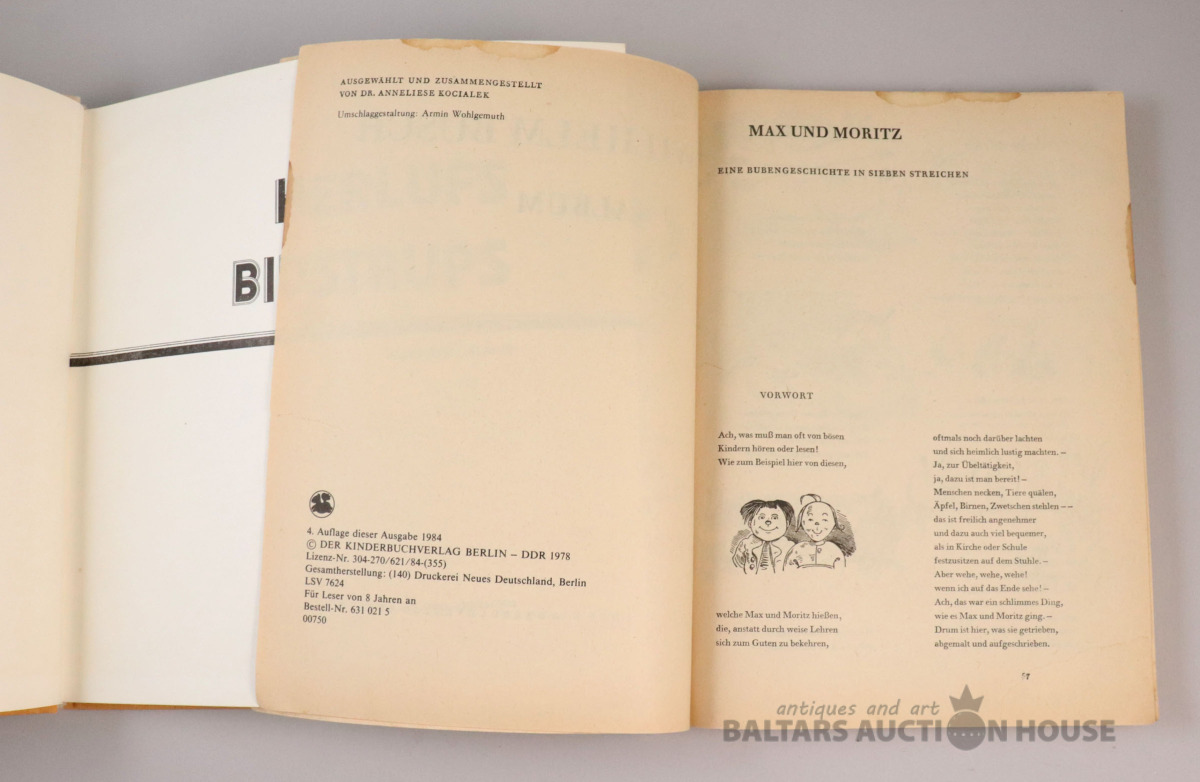 BI
AUSGEWÄHLT UND ZUSAMMENGESTELLT
VON DR. ANNELIESE KOCIALEK
Umschlaggestaltung: Armin Wohlgemuth
4. Auflage dieser Ausgabe 1984
© DER KINDERBUCHVERLAG BERLIN – DDR 1978
Lizenz-Nr. 304-270/621/84-(355)
Gesamtherstellung: (140) Druckerei Neues Deutschland, Berlin
LSV 7624
Für Leser von 8 Jahren an
Bestell-Nr. 631 021 5
00750
MAX UND MORITZ
EINE BUBENGESCHICHTE IN SIEBEN STREICHEN
VORWORT
Ach, was muß man oft von bösen
Kindern hören oder lesen!
Wie zum Beispiel hier von diesen,
welche Max und Moritz hießen,
die, anstatt durch weise Lehren
sich zum Guten zu bekehren,
oftmals noch darüber lachten
und sich heimlich lustig machten. –
Ja, zur Übeltätigkeit,
ja, dazu ist man bereit! –
Menschen necken, Tiere quälen,
Äpfel, Birnen, Zwetschen stehlen – –
das ist freilich angenehmer
und dazu auch viel bequemer,
als in Kirche oder Schule
festzusitzen auf dem Stuhle. –
Aber wehe, wehe, wehe!
wenn ich auf das Ende sehe! –
Ach, das war ein schlimmes Ding,
wie es Max und Moritz ging. –
Drum ist hier, was sie getrieben,
abgemalt und aufgeschrieben.
antiques and art
BALTARS AUCTION HOUSE